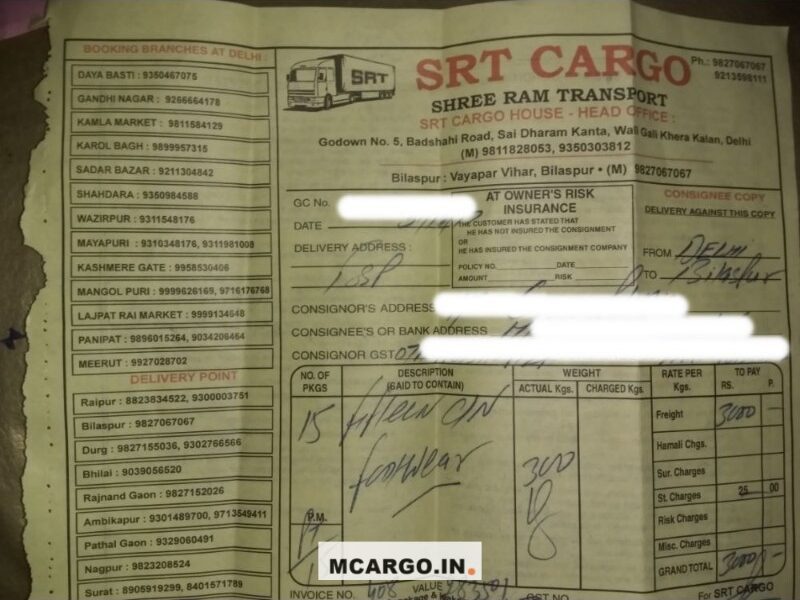 BOOKING BRANCHES AT DELHI :
DAYA BASTI : 9350467075
GANDHI NAGAR : 9266664178
KAMLA MARKET : 9811584129
KAROL BAGH : 9899957315
SADAR BAZAR : 9211304842
SHAHDARA : 9350984586
WAZIRPUR : 9311548176
MAYAPURI : 9310348176, 9311981008
KASHMERE GATE : 9958530406
MANGOL PURI : 9999626169, 9716176768
LAJPAT RAI MARKET : 9999134648
PANIPAT : 9896015264, 9034206464
MEERUT : 9927028702
DELIVERY POINT
Raipur : 8823834522, 9300003751
Bilaspur : 9827067067
Durg : 9827155036, 9302766566
Bhilai : 9039056520
Rajnand Gaon : 9827152026
Ambikapur : 9301489700, 9713549411
Pathal Gaon : 9329060491
Nagpur : 9823208524
Surat : 8905919299, 8401571789
SRT
SRT CARGO
Ph.: 9827067067
9213598111
SHREE RAM TRANSPORT
SRT CARGO HOUSE - HEAD OFFICE :
Godown No. 5, Badshahi Road, Sai Dharam Kanta, Wali Gali Khera Kalan, Delhi
(M) 9811828053, 9350303812
Bilaspur : Vayapar Vihar, Bilaspur • (M) 9827067067
GC No.
DATE
DELIVERY ADDRESS :
BSP
AT OWNER'S RISK
INSURANCE
THE CUSTOMER HAS STATED THAT
HE HAS NOT INSURED THE CONSIGNMENT
OR
HE HAS INSURED THE CONSIGNMENT COMPANY
POLICY NO. DATE
AMOUNT RISK
CONSIGNEE COPY
DELIVERY AGAINST THIS COPY
FROM DELHI
TO Bilaspur
CONSIGNOR'S ADDRESS
CONSIGNEE'S OR BANK ADDRESS
CONSIGNOR GST 07
NO. OF PKGS DESCRIPTION (SAID TO CONTAIN) WEIGHT RATE PER Kgs. TO PAY
ACTUAL Kgs. CHARGED Kgs. RS. P.
15 fifteen C/N footwear 300
Freight 3000
Hamali Chgs.
Sur. Charges
St. Charges 25 00
Risk Charges
Misc. Charges
GRAND TOTAL 3000/-
P.M.
MCARGO.IN.
INVOICE NO. 408 VALUE
For SRT CARGO